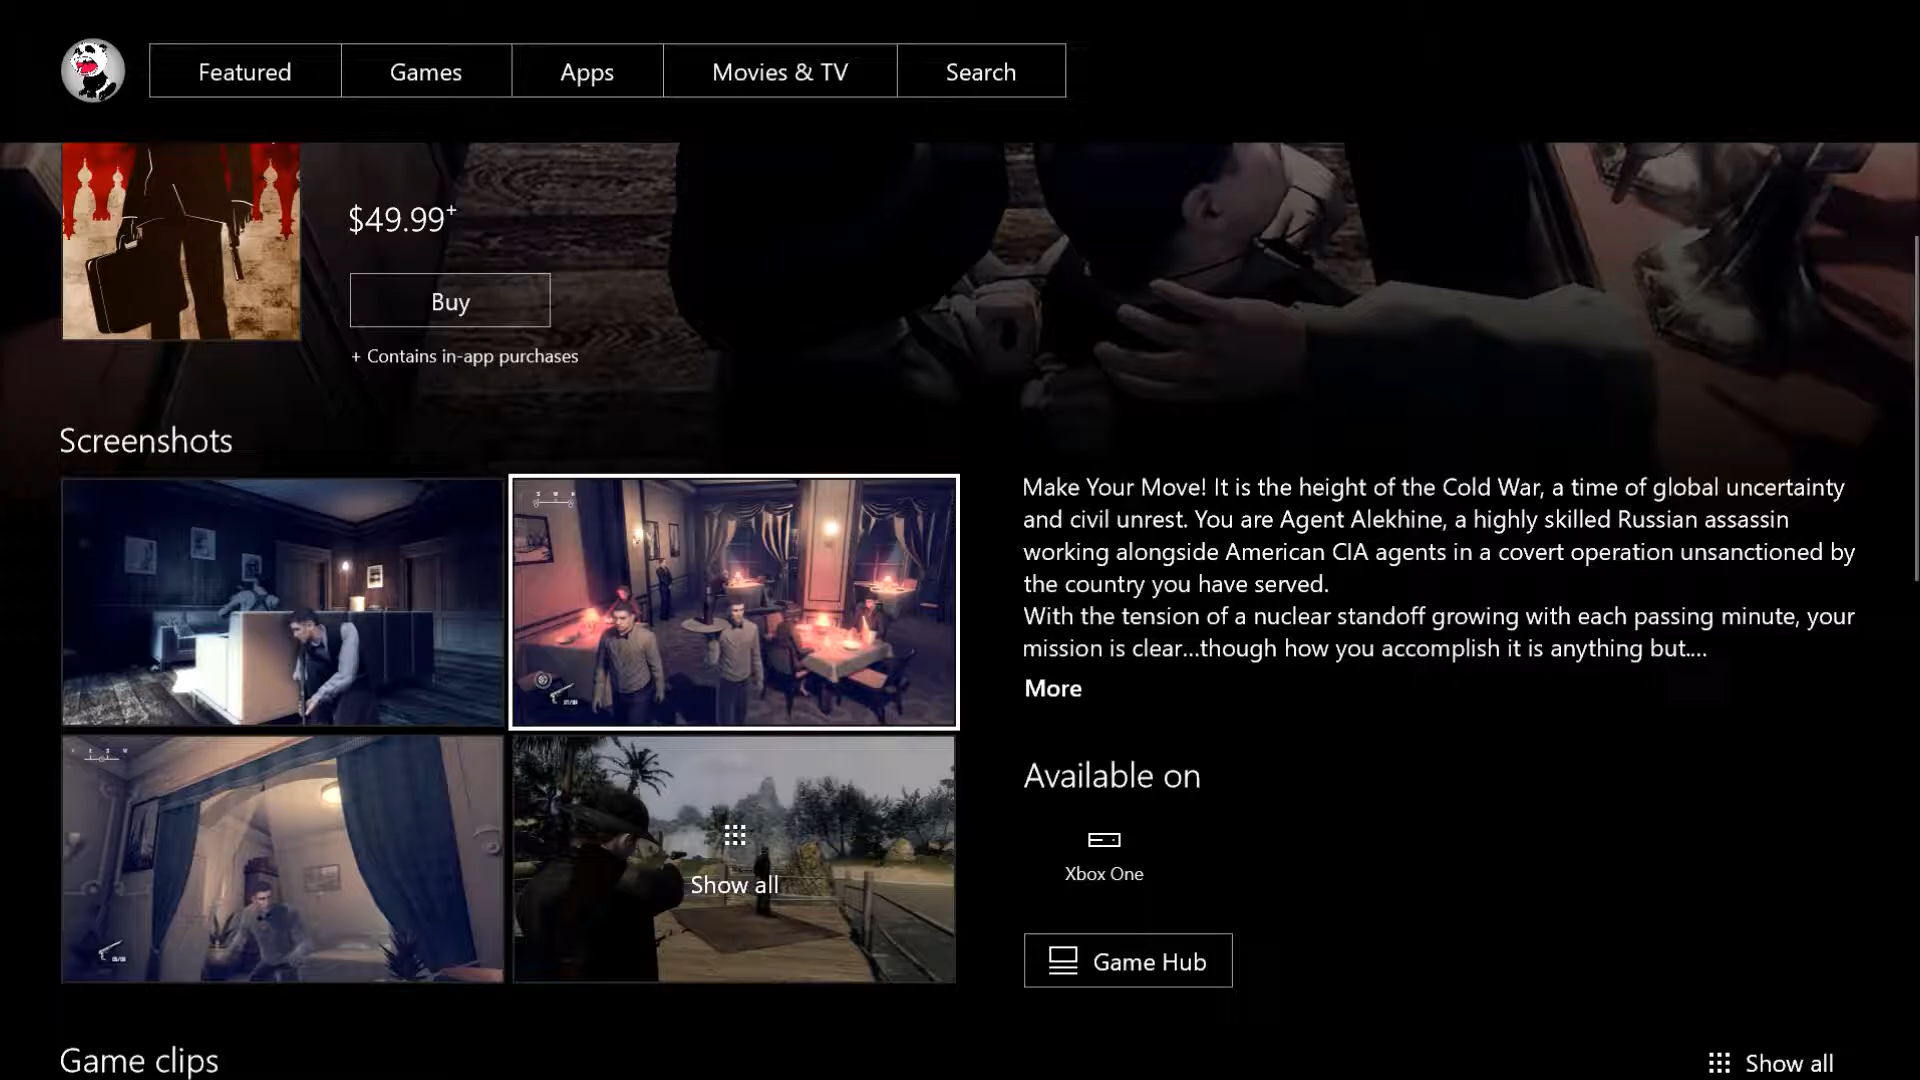 Featured
Games
Apps
Movies & TV
Search
$49.99+
Buy
+ Contains in-app purchases
Screenshots
Make Your Move! It is the height of the Cold War, a time of global uncertainty
and civil unrest. You are Agent Alekhine, a highly skilled Russian assassin
working alongside American CIA agents in a covert operation unsanctioned by
the country you have served.
With the tension of a nuclear standoff growing with each passing minute, your
mission is clear...though how you accomplish it is anything but....
More
Show all
Available on
Xbox One
Game Hub
Game clips
Show all